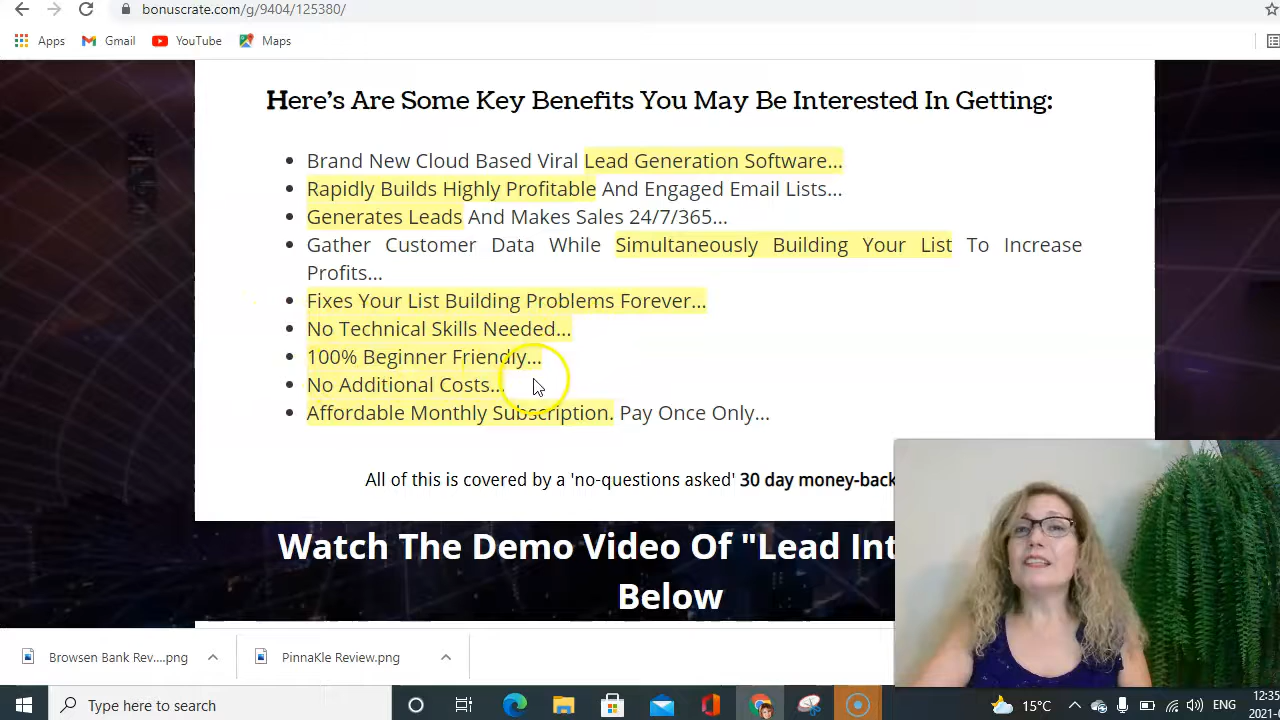 bonuscrate.com/g/9404/125380/
Apps Gmail YouTube Maps
Here's Are Some Key Benefits You May Be Interested In Getting:
Brand New Cloud Based Viral Lead Generation Software...
Rapidly Builds Highly Profitable And Engaged Email Lists...
Generates Leads And Makes Sales 24/7/365...
Gather Customer Data While Simultaneously Building Your List To Increase
Profits...
Fixes Your List Building Problems Forever...
No Technical Skills Needed...
100% Beginner Friendly...
No Additional Costs...
Affordable Monthly Subscription. Pay Once Only...
All of this is covered by a 'no-questions asked' 30 day money-back
Watch The Demo Video Of "Lead Int
Below
Browsen Bank Rev....png PinnaKle Review.png
Type here to search
15°C ENG
12:35
2021-